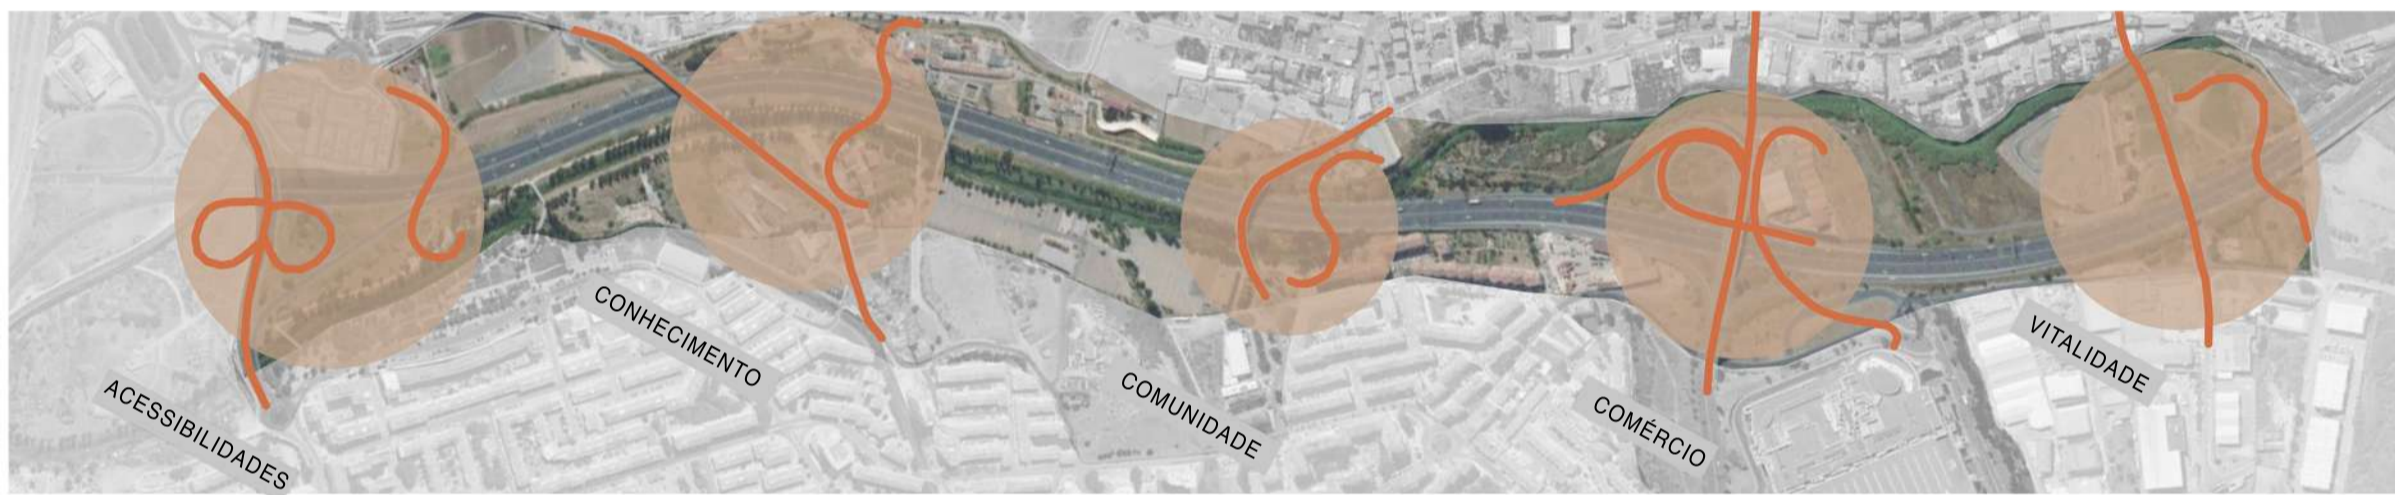 ACESSIBILIDADES
CONHECIMENTO
COMUNIDADE
COMÉRCIO
VITALIDADE